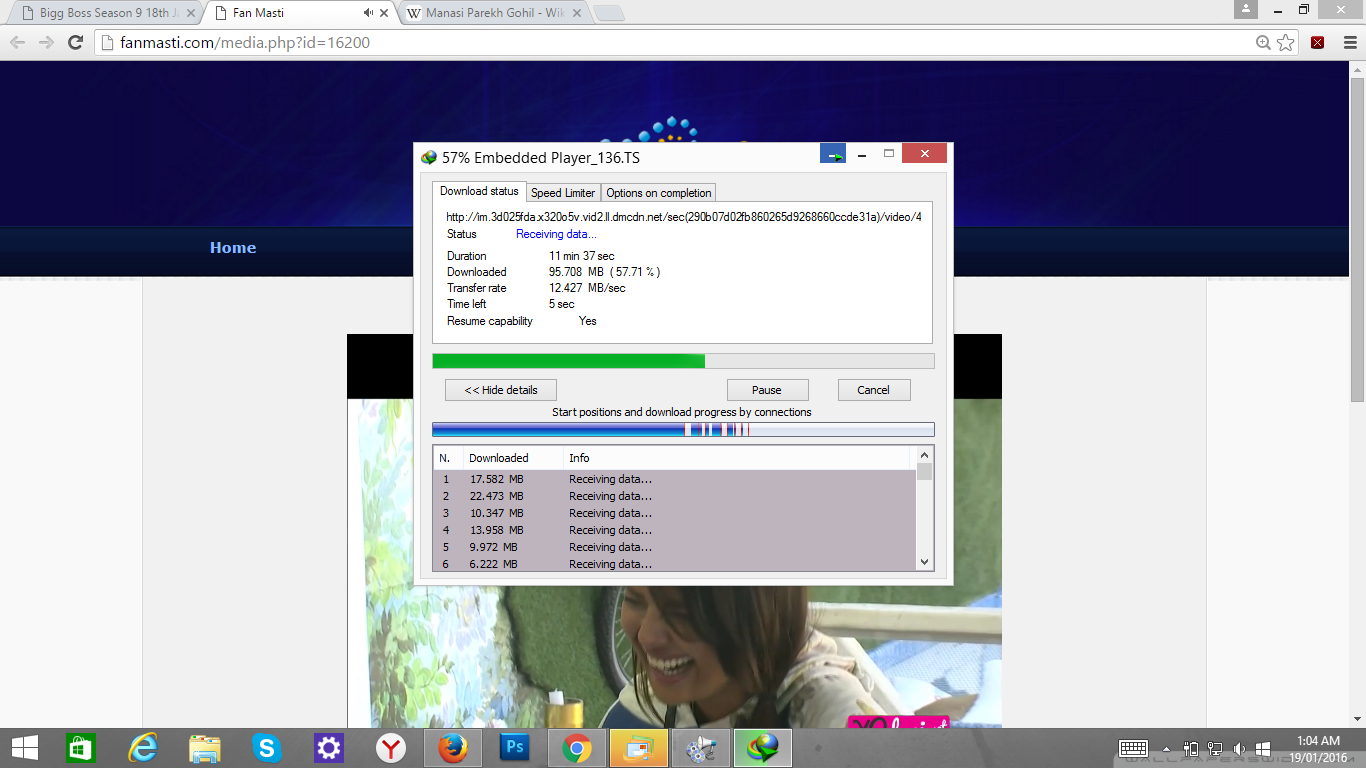 Bigg Boss Season 9 18th J
Fan Masti
Manasi Parekh Gohil - Wik
fanmasti.com/media.php?id=16200
Home
57% Embedded Player_136.TS
Download status
Speed Limiter
Options on completion
http://im.3d025fda.x320o5v.vid2.ll.dmcdn.net/sec(290b07d02fb860265d9268660ccde31a)/video/4
Status Receiving data...
Duration 11 min 37 sec
Downloaded 95.708 MB ( 57.71 % )
Transfer rate 12.427 MB/sec
Time left 5 sec
Resume capability Yes
<< Hide details
Pause
Cancel
Start positions and download progress by connections
N. Downloaded Info
1 17.582 MB Receiving data...
2 22.473 MB Receiving data...
3 10.347 MB Receiving data...
4 13.958 MB Receiving data...
5 9.972 MB Receiving data...
6 6.222 MB Receiving data...
Ps
1:04 AM
19/01/2016